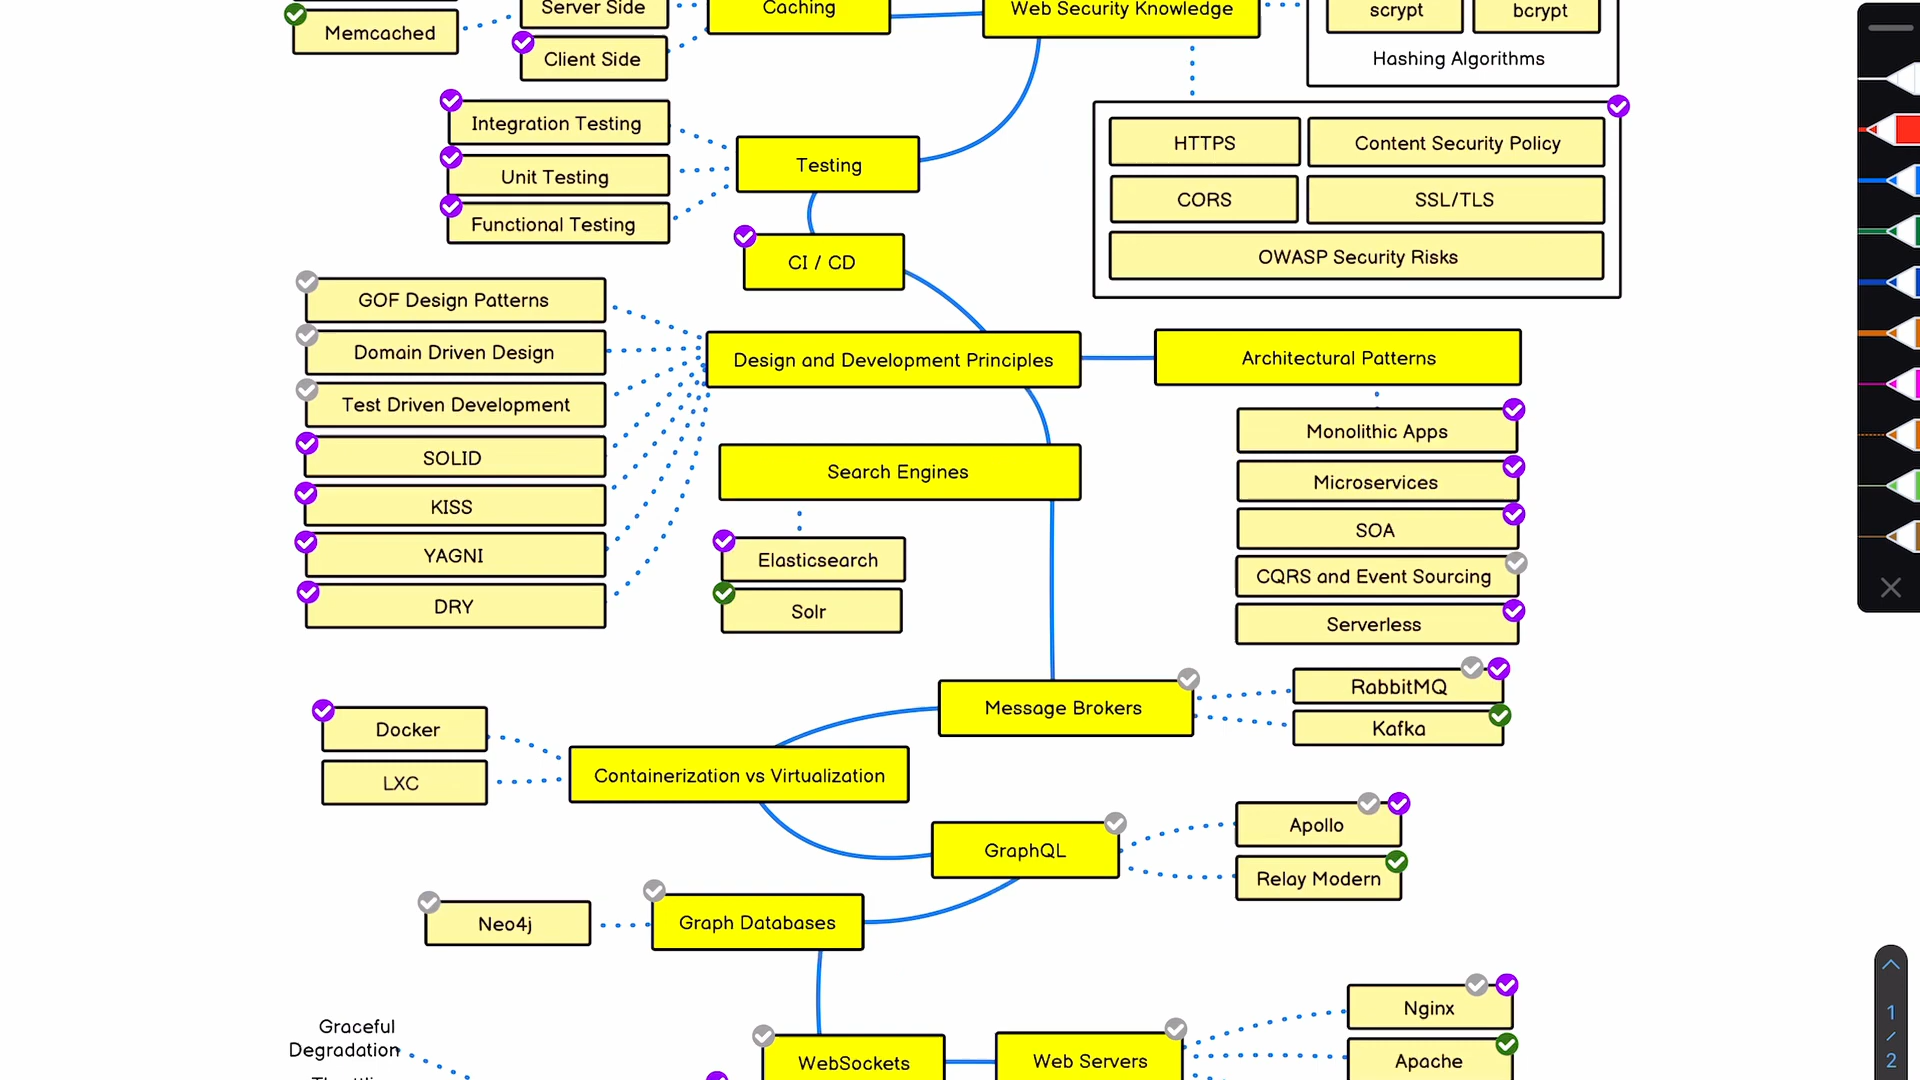 Server Side
Caching
Web Security Knowledge
scrypt
bcrypt
Memcached
Client Side
Hashing Algorithms
Integration Testing
Unit Testing
Functional Testing
Testing
HTTPS
Content Security Policy
CORS
SSL/TLS
OWASP Security Risks
CI / CD
GOF Design Patterns
Domain Driven Design
Test Driven Development
SOLID
KISS
YAGNI
DRY
Design and Development Principles
Architectural Patterns
Monolithic Apps
Microservices
SOA
CQRS and Event Sourcing
Serverless
Search Engines
Elasticsearch
Solr
Message Brokers
RabbitMQ
Kafka
Docker
LXC
Containerization vs Virtualization
GraphQL
Apollo
Relay Modern
Neo4j
Graph Databases
Nginx
Apache
Graceful
Degradation
WebSockets
Web Servers
1
/
2